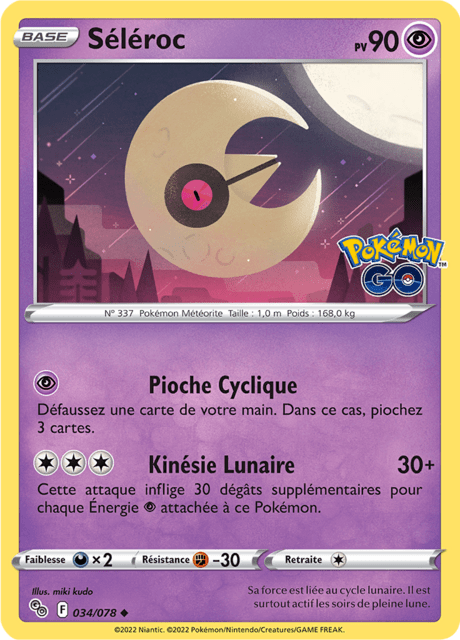 BASE Séléroc PV 90
POKÉMON™
GO
N° 337 Pokémon Météorite Taille : 1,0 m Poids : 168,0 kg
Pioche Cyclique
Défaussez une carte de votre main. Dans ce cas, piochez
3 cartes.
Kinésie Lunaire 30+
Cette attaque inflige 30 dégâts supplémentaires pour
chaque Énergie attachée à ce Pokémon.
Faiblesse ×2 Résistance -30 Retraite
Illus. miki kudo
Sa force est liée au cycle lunaire. Il est
surtout actif les soirs de pleine lune.
GO F 034/078
©2022 Niantic. ©2022 Pokémon/Nintendo/Creatures/GAME FREAK.